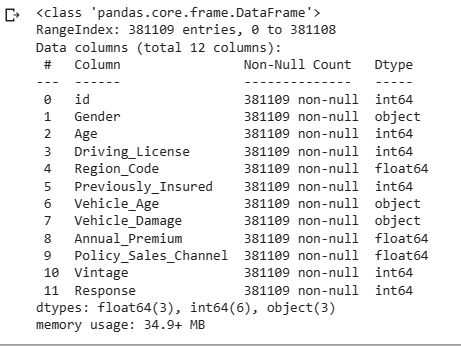 <class 'pandas.core.frame.DataFrame'>
RangeIndex: 381109 entries, 0 to 381108
Data columns (total 12 columns):
 #   Column                Non-Null Count   Dtype
---  ------                --------------   -----
 0   id                    381109 non-null  int64
 1   Gender                381109 non-null  object
 2   Age                   381109 non-null  int64
 3   Driving_License       381109 non-null  int64
 4   Region_Code           381109 non-null  float64
 5   Previously_Insured    381109 non-null  int64
 6   Vehicle_Age           381109 non-null  object
 7   Vehicle_Damage        381109 non-null  object
 8   Annual_Premium        381109 non-null  float64
 9   Policy_Sales_Channel  381109 non-null  float64
 10  Vintage               381109 non-null  int64
 11  Response              381109 non-null  int64
dtypes: float64(3), int64(6), object(3)
memory usage: 34.9+ MB